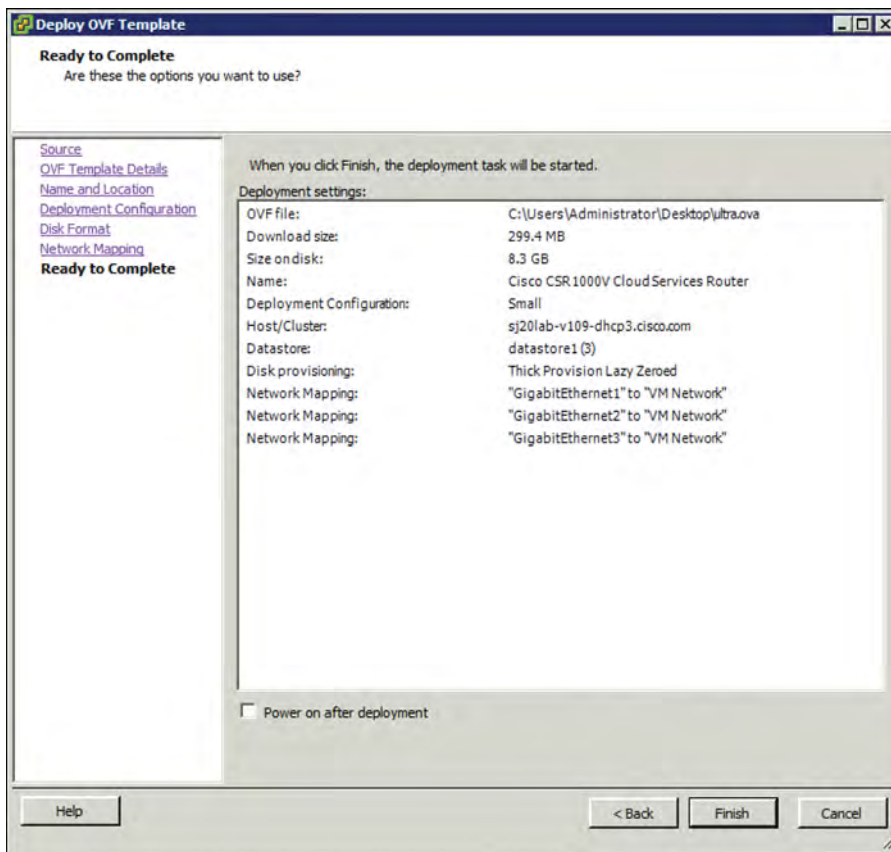 Deploy OVF Template
Ready to Complete
Are these the options you want to use?
Source
OVF Template Details
Name and Location
Deployment Configuration
Disk Format
Network Mapping
Ready to Complete
When you click Finish, the deployment task will be started.
Deployment settings:
OVF file: C:\Users\Administrator\Desktop\ultra.ova
Download size: 299.4 MB
Size on disk: 8.3 GB
Name: Cisco CSR 1000V Cloud Services Router
Deployment Configuration: Small
Host/Cluster: sj20lab-v109-dhcp3.cisco.com
Datastore: datastore1 (3)
Disk provisioning: Thick Provision Lazy Zeroed
Network Mapping: "GigabitEthernet1" to "VM Network"
Network Mapping: "GigabitEthernet2" to "VM Network"
Network Mapping: "GigabitEthernet3" to "VM Network"
Power on after deployment
Help
< Back
Finish
Cancel